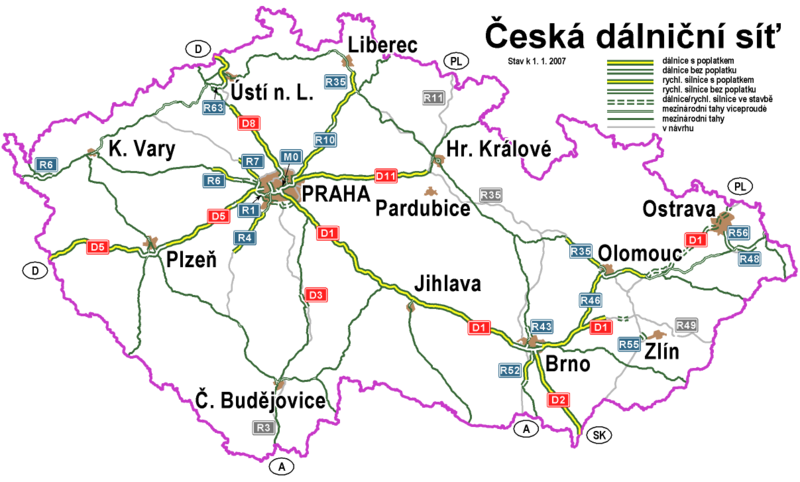 Česká dálniční síť
Stav k 1. 1. 2007
dálnice s poplatkem
dálnice bez poplatku
rychl. silnice s poplatkem
rychl. silnice bez poplatku
dálnice/rychl. silnice ve stavbě
mezinárodní tahy víceproudé
mezinárodní tahy
v návrhu
D
Liberec
PL
R35
Ústí n. L.
R63
R11
D8
R10
K. Vary
R7
M0
Hr. Králové
R6
R6
D11
PRAHA
R35
PL
Pardubice
Ostrava
R1
D5
D1
R4
R56
D1
D5
Olomouc
R35
R48
D
Plzeň
Jihlava
D3
R46
D1
R43
D1
R49
R55
Zlín
Brno
R52
Č. Budějovice
D2
R3
A
SK
A